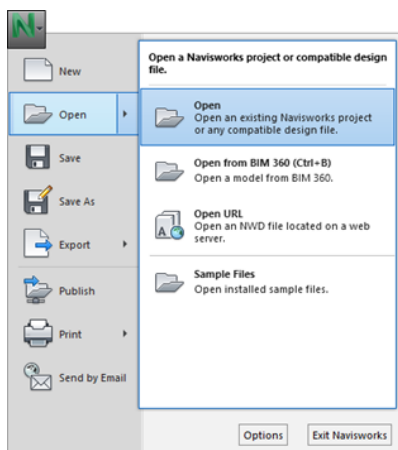 N
New
Open
Save
Save As
Export
Publish
Print
Send by Email
Open a Navisworks project or compatible design
file.
Open
Open an existing Navisworks project
or any compatible design file.
Open from BIM 360 (Ctrl+B)
Open a model from BIM 360.
Open URL
Open an NWD file located on a web
server.
Sample Files
Open installed sample files.
Options
Exit Navisworks